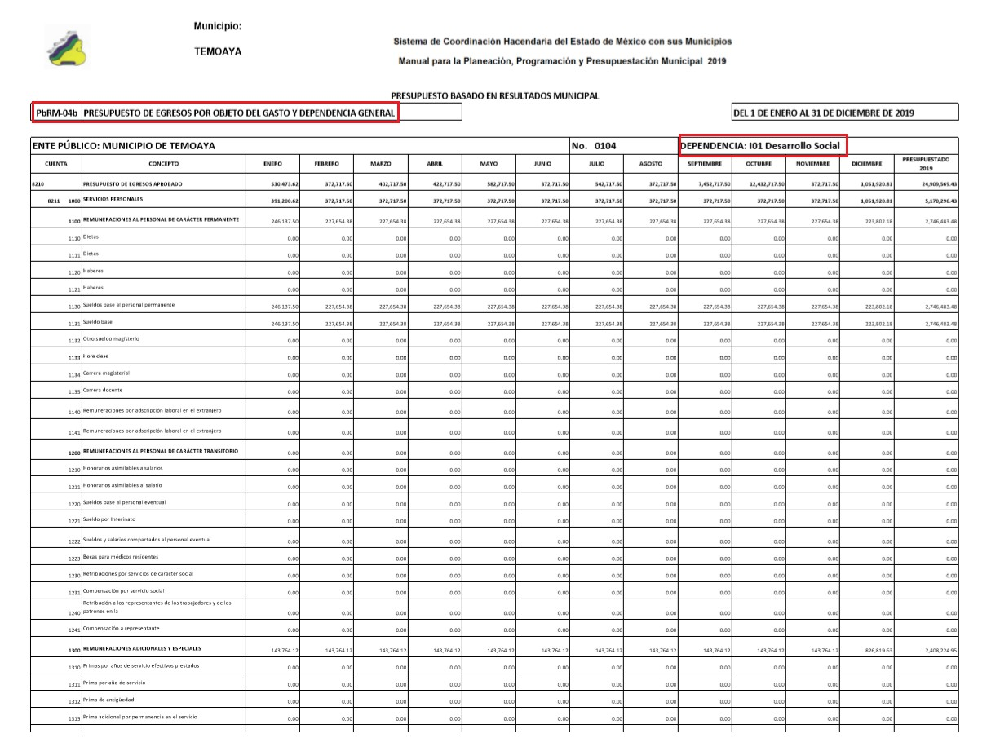 Municipio:
TEMOAYA
Sistema de Coordinación Hacendaria del Estado de México con sus Municipios
Manual para la Planeación, Programación y Presupuestación Municipal 2019
PRESUPUESTO BASADO EN RESULTADOS MUNICIPAL
PbRM-04b PRESUPUESTO DE EGRESOS POR OBJETO DEL GASTO Y DEPENDENCIA GENERAL DEL 1 DE ENERO AL 31 DE DICIEMBRE DE 2019
ENTE PÚBLICO: MUNICIPIO DE TEMOAYA No. 0104 DEPENDENCIA: I01 Desarrollo Social
CUENTA CONCEPTO ENERO FEBRERO MARZO ABRIL MAYO JUNIO JULIO AGOSTO SEPTIEMBRE OCTUBRE NOVIEMBRE DICIEMBRE PRESUPUESTADO 2019
8210 PRESUPUESTO DE EGRESOS APROBADO 530,473.62 372,717.50 402,717.50 422,717.50 582,717.50 372,717.50 542,717.50 372,717.50 7,452,717.50 12,432,717.50 372,717.50 1,051,920.81 24,909,569.43
8211 1000 SERVICIOS PERSONALES 391,200.62 372,717.50 372,717.50 372,717.50 372,717.50 372,717.50 372,717.50 372,717.50 372,717.50 372,717.50 372,717.50 1,051,920.81 5,170,296.43
1100 REMUNERACIONES AL PERSONAL DE CARÁCTER PERMANENTE 246,137.50 227,654.38 227,654.38 227,654.38 227,654.38 227,654.38 227,654.38 227,654.38 227,654.38 227,654.38 227,654.38 223,802.18 2,746,483.48
1110 Dietas 0.00 0.00 0.00 0.00 0.00 0.00 0.00 0.00 0.00 0.00 0.00 0.00 0.00
1111 Dietas 0.00 0.00 0.00 0.00 0.00 0.00 0.00 0.00 0.00 0.00 0.00 0.00 0.00
1120 Haberes 0.00 0.00 0.00 0.00 0.00 0.00 0.00 0.00 0.00 0.00 0.00 0.00 0.00
1121 Haberes 0.00 0.00 0.00 0.00 0.00 0.00 0.00 0.00 0.00 0.00 0.00 0.00 0.00
1130 Sueldos base al personal permanente 246,137.50 227,654.38 227,654.38 227,654.38 227,654.38 227,654.38 227,654.38 227,654.38 227,654.38 227,654.38 227,654.38 223,802.18 2,746,483.48
1131 Sueldo base 246,137.50 227,654.38 227,654.38 227,654.38 227,654.38 227,654.38 227,654.38 227,654.38 227,654.38 227,654.38 227,654.38 223,802.18 2,746,483.48
1132 Otro sueldo magisterio 0.00 0.00 0.00 0.00 0.00 0.00 0.00 0.00 0.00 0.00 0.00 0.00 0.00
1133 Hora clase 0.00 0.00 0.00 0.00 0.00 0.00 0.00 0.00 0.00 0.00 0.00 0.00 0.00
1134 Carrera magisterial 0.00 0.00 0.00 0.00 0.00 0.00 0.00 0.00 0.00 0.00 0.00 0.00 0.00
1135 Carrera docente 0.00 0.00 0.00 0.00 0.00 0.00 0.00 0.00 0.00 0.00 0.00 0.00 0.00
1140 Remuneraciones por adscripción laboral en el extranjero 0.00 0.00 0.00 0.00 0.00 0.00 0.00 0.00 0.00 0.00 0.00 0.00 0.00
1141 Remuneraciones por adscripción laboral en el extranjero 0.00 0.00 0.00 0.00 0.00 0.00 0.00 0.00 0.00 0.00 0.00 0.00 0.00
1200 REMUNERACIONES AL PERSONAL DE CARÁCTER TRANSITORIO 0.00 0.00 0.00 0.00 0.00 0.00 0.00 0.00 0.00 0.00 0.00 0.00 0.00
1210 Honorarios asimilables a salarios 0.00 0.00 0.00 0.00 0.00 0.00 0.00 0.00 0.00 0.00 0.00 0.00 0.00
1211 Honorarios asimilables al salario 0.00 0.00 0.00 0.00 0.00 0.00 0.00 0.00 0.00 0.00 0.00 0.00 0.00
1220 Sueldos base al personal eventual 0.00 0.00 0.00 0.00 0.00 0.00 0.00 0.00 0.00 0.00 0.00 0.00 0.00
1221 Sueldo por Interinato 0.00 0.00 0.00 0.00 0.00 0.00 0.00 0.00 0.00 0.00 0.00 0.00 0.00
1222 Sueldos y salarios compactados al personal eventual 0.00 0.00 0.00 0.00 0.00 0.00 0.00 0.00 0.00 0.00 0.00 0.00 0.00
1223 Becas para médicos residentes 0.00 0.00 0.00 0.00 0.00 0.00 0.00 0.00 0.00 0.00 0.00 0.00 0.00
1230 Retribuciones por servicios de carácter social 0.00 0.00 0.00 0.00 0.00 0.00 0.00 0.00 0.00 0.00 0.00 0.00 0.00
1231 Compensación por servicio social 0.00 0.00 0.00 0.00 0.00 0.00 0.00 0.00 0.00 0.00 0.00 0.00 0.00
Retribución a los representantes de los trabajadores y de los
1240 patrones en la 0.00 0.00 0.00 0.00 0.00 0.00 0.00 0.00 0.00 0.00 0.00 0.00 0.00
1241 Compensación a representante 0.00 0.00 0.00 0.00 0.00 0.00 0.00 0.00 0.00 0.00 0.00 0.00 0.00
1300 REMUNERACIONES ADICIONALES Y ESPECIALES 143,764.12 143,764.12 143,764.12 143,764.12 143,764.12 143,764.12 143,764.12 143,764.12 143,764.12 143,764.12 143,764.12 826,819.63 2,408,224.95
1310 Primas por años de servicio efectivos prestados 0.00 0.00 0.00 0.00 0.00 0.00 0.00 0.00 0.00 0.00 0.00 0.00 0.00
1311 Prima por año de servicio 0.00 0.00 0.00 0.00 0.00 0.00 0.00 0.00 0.00 0.00 0.00 0.00 0.00
1312 Prima de antigüedad 0.00 0.00 0.00 0.00 0.00 0.00 0.00 0.00 0.00 0.00 0.00 0.00 0.00
1313 Prima adicional por permanencia en el servicio 0.00 0.00 0.00 0.00 0.00 0.00 0.00 0.00 0.00 0.00 0.00 0.00 0.00